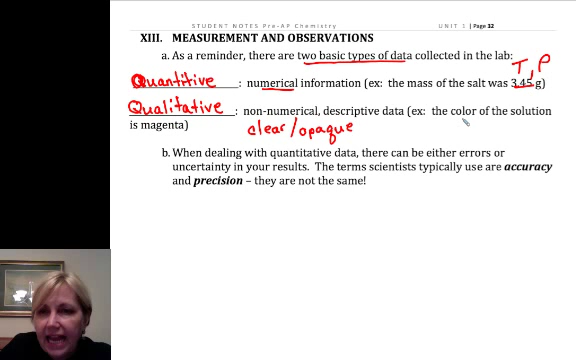 STUDENT NOTES Pre-AP Chemistry UNIT 1 | Page 32
XIII. MEASUREMENT AND OBSERVATIONS
a. As a reminder, there are two basic types of data collected in the lab:
T, P
Quantitive : numerical information (ex: the mass of the salt was 3.45 g)
Qualitative : non-numerical, descriptive data (ex: the color of the solution
is magenta)
clear/opaque
b. When dealing with quantitative data, there can be either errors or
uncertainty in your results. The terms scientists typically use are accuracy
and precision – they are not the same!